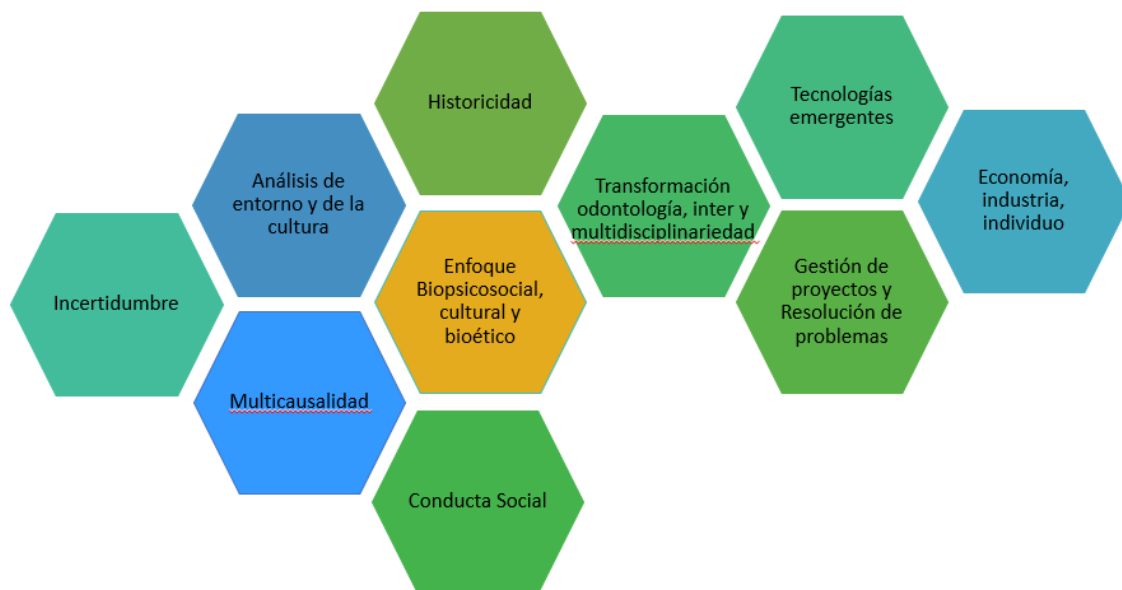 Historicidad
Tecnologías
emergentes
Análisis de
entorno y de la
cultura
Transformación
odontología, inter y
multidisciplinariedad
Economía,
industria,
individuo
Incertidumbre
Enfoque
Biopsicosocial,
cultural y
bioético
Gestión de
proyectos y
Resolución de
problemas
Multicausalidad
Conducta Social